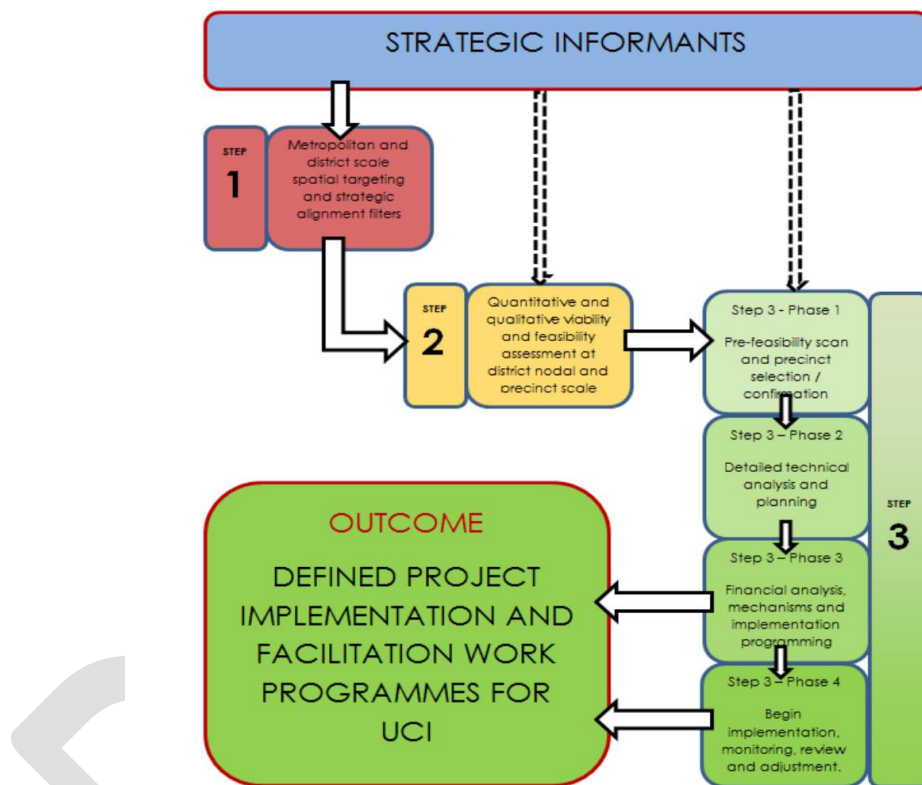 STRATEGIC INFORMANTS
STEP
1
Metropolitan and
district scale
spatial targeting
and strategic
alignment filters
STEP
2
Quantitative and
qualitative viability
and feasibility
assessment at
district nodal and
precinct scale
Step 3 - Phase 1
Pre-feasibility scan
and precinct
selection /
confirmation
Step 3 – Phase 2
Detailed technical
analysis and
planning
Step 3 – Phase 3
Financial analysis,
mechanisms and
implementation
programming
Step 3 – Phase 4
Begin
implementation,
monitoring, review
and adjustment.
STEP
3
OUTCOME
DEFINED PROJECT
IMPLEMENTATION AND
FACILITATION WORK
PROGRAMMES FOR
UCI